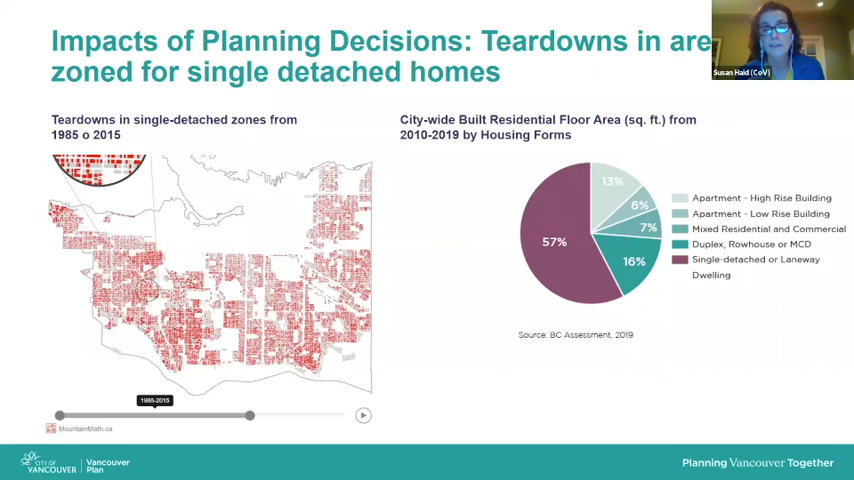 Impacts of Planning Decisions: Teardowns in are
zoned for single detached homes
Susan Haid (CoV)
Teardowns in single-detached zones from
1985 o 2015
City-wide Built Residential Floor Area (sq. ft.) from
2010-2019 by Housing Forms
13%
6%
7%
16%
57%
Apartment - High Rise Building
Apartment - Low Rise Building
Mixed Residential and Commercial
Duplex, Rowhouse or MCD
Single-detached or Laneway
Dwelling
Source: BC Assessment, 2019
1985-2015
MountainMath.ca
CITY OF
VANCOUVER
Vancouver
Plan
Planning Vancouver Together